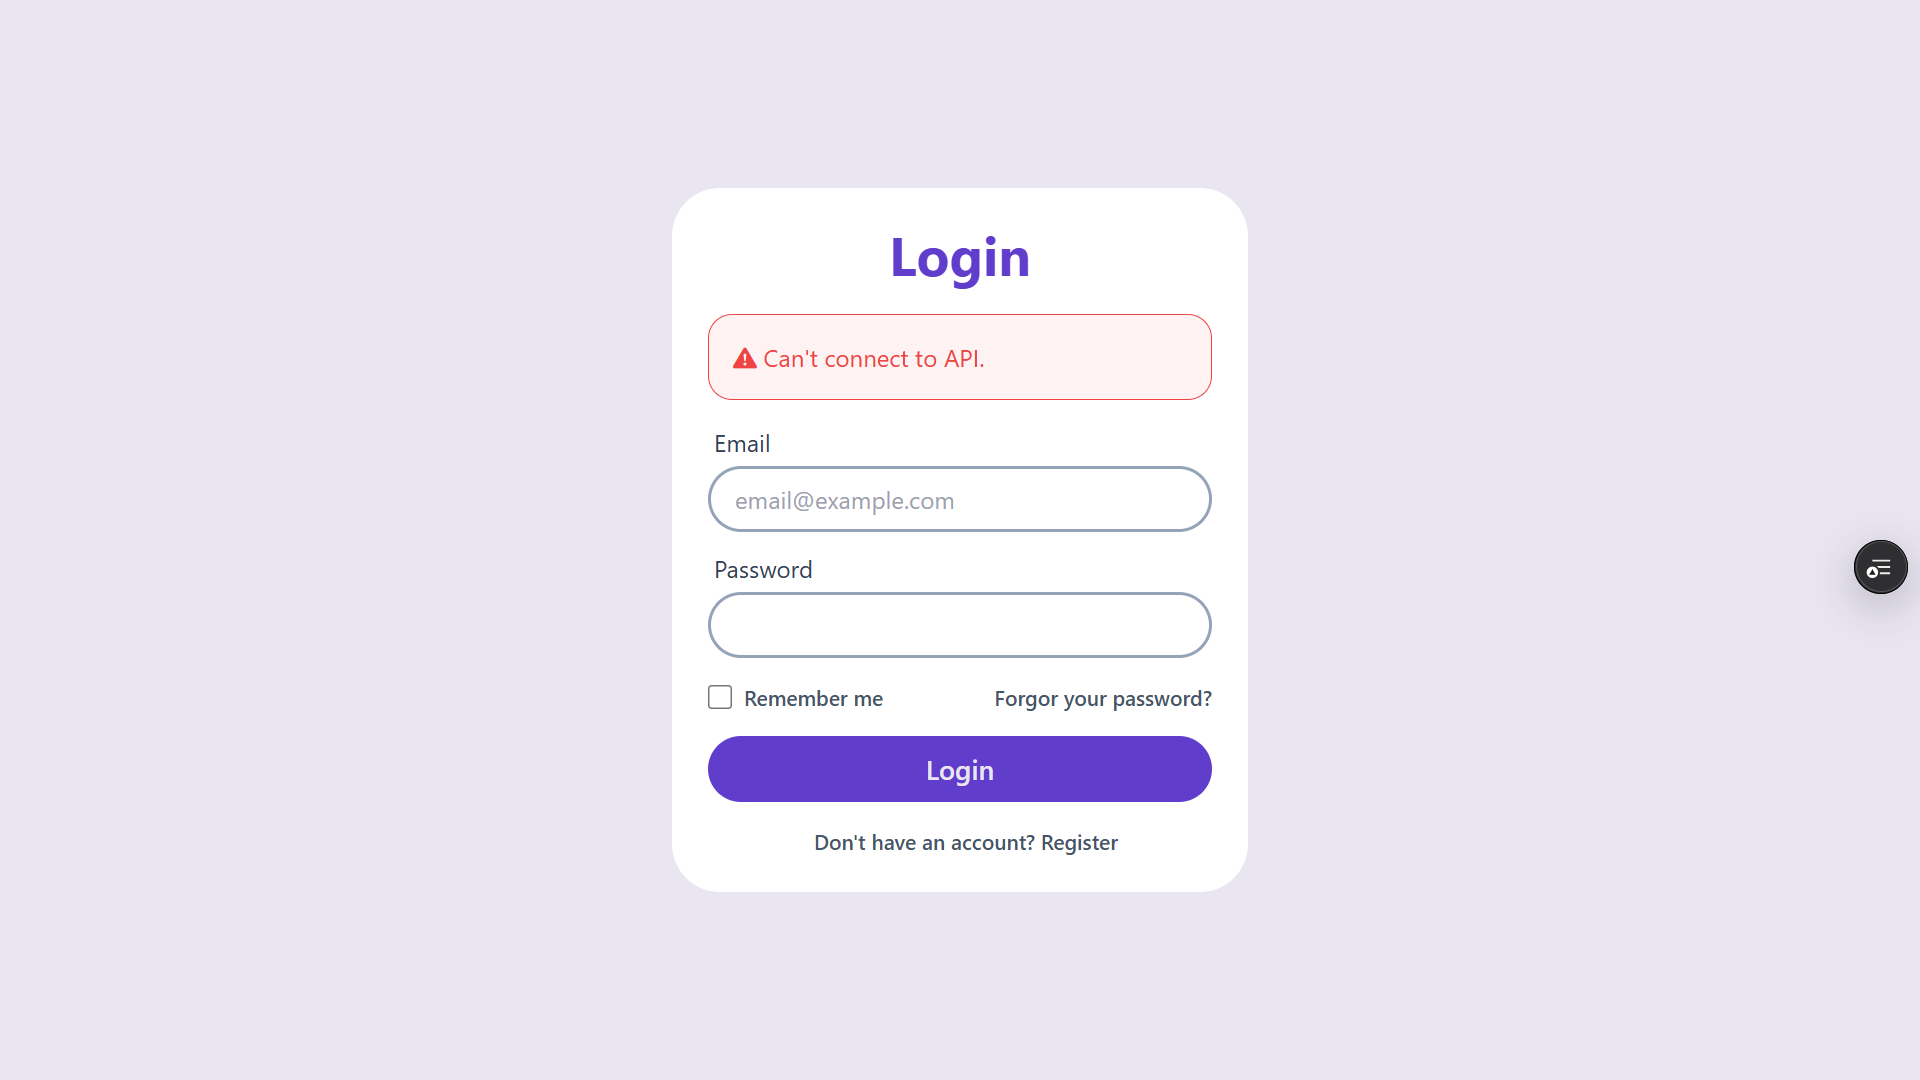 Login
Can't connect to API.
Email
email@example.com
Password
Remember me
Forgor your password?
Login
Don't have an account? Register